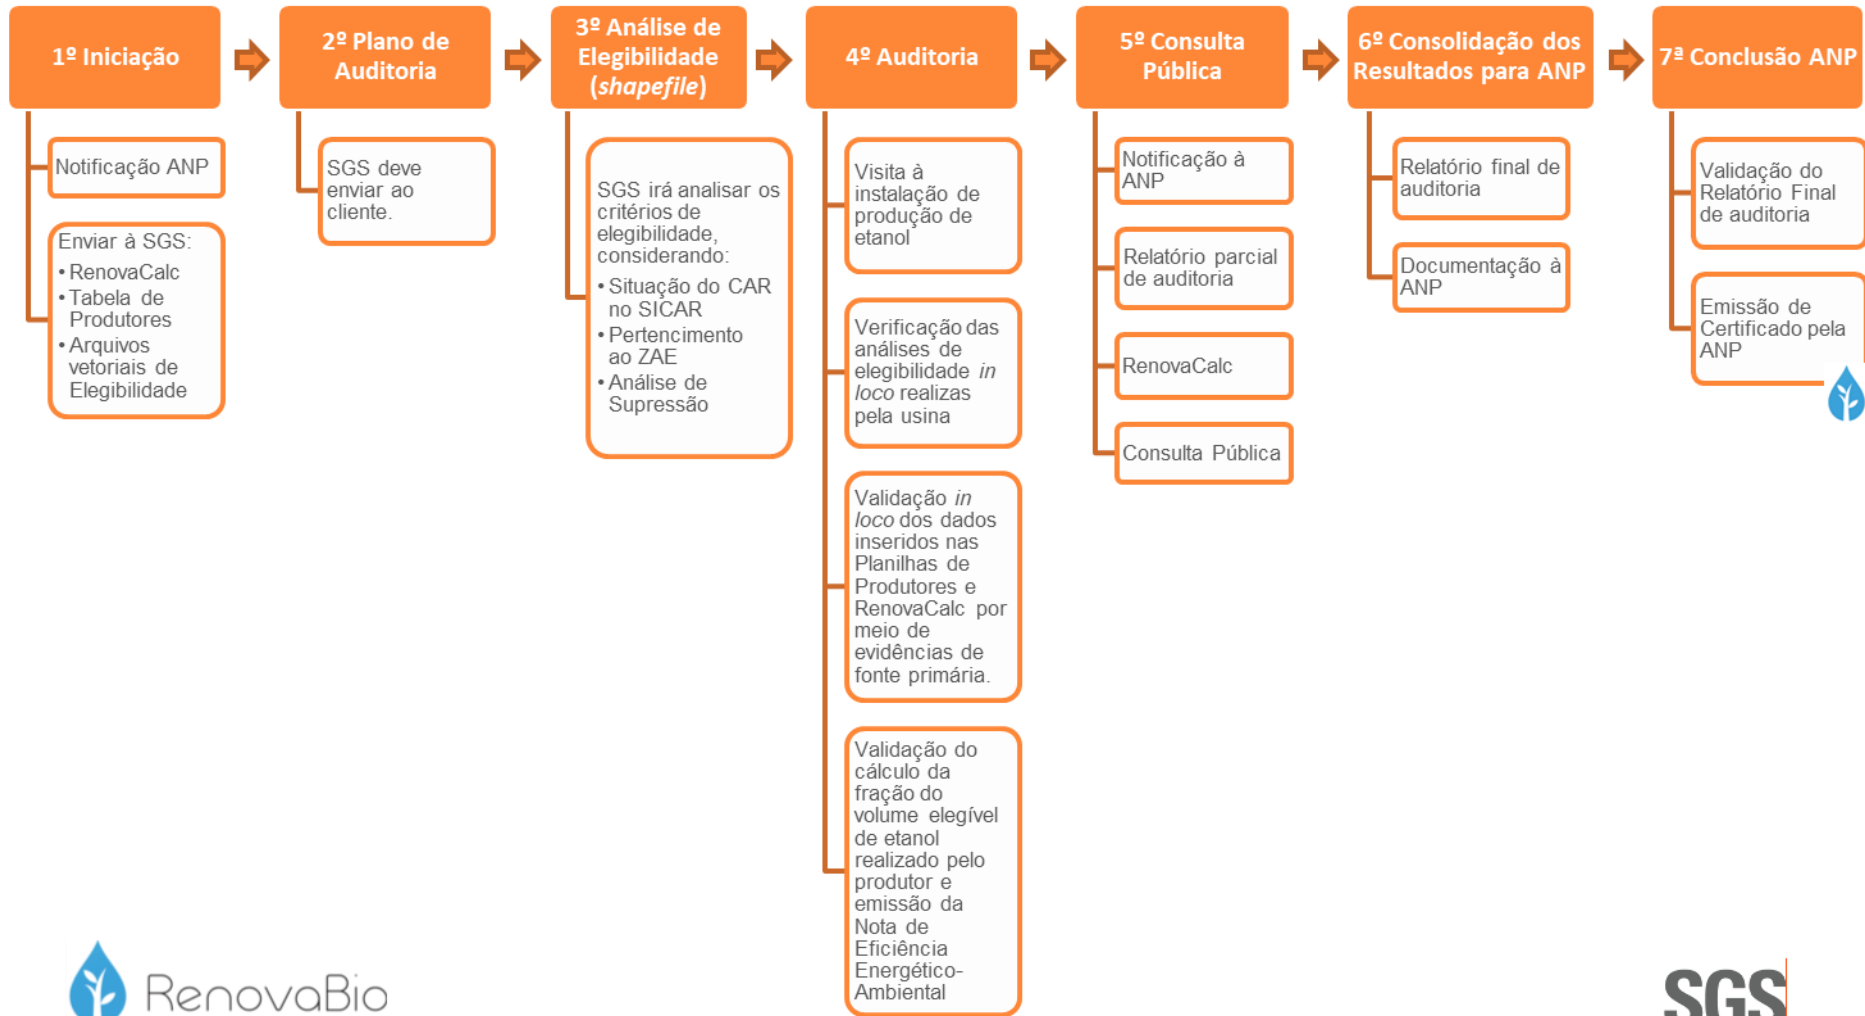 1º Iniciação
Notificação ANP
Enviar à SGS:
• RenovaCalc
• Tabela de
Produtores
• Arquivos
vetoriais de
Elegibilidade
2º Plano de
Auditoria
SGS deve
enviar ao
cliente.
3º Análise de
Elegibilidade
(shapefile)
SGS irá analisar os
critérios de
elegibilidade,
considerando:
• Situação do CAR
no SICAR
• Pertencimento
ao ZAE
• Análise de
Supressão
4º Auditoria
Visita à
instalação de
produção de
etanol
Verificação das
análises de
elegibilidade in
loco realizas
pela usina
Validação in
loco dos dados
inseridos nas
Planilhas de
Produtores e
RenovaCalc por
meio de
evidências de
fonte primária.
Validação do
cálculo da
fração do
volume elegível
de etanol
realizado pelo
produtor e
emissão da
Nota de
Eficiência
Energético-
Ambiental
5º Consulta
Pública
Notificação à
ANP
Relatório parcial
de auditoria
RenovaCalc
Consulta Pública
6º Consolidação dos
Resultados para ANP
Relatório final de
auditoria
Documentação à
ANP
7ª Conclusão ANP
Validação do
Relatório Final
de auditoria
Emissão de
Certificado pela
ANP
RenovaBio
SGS